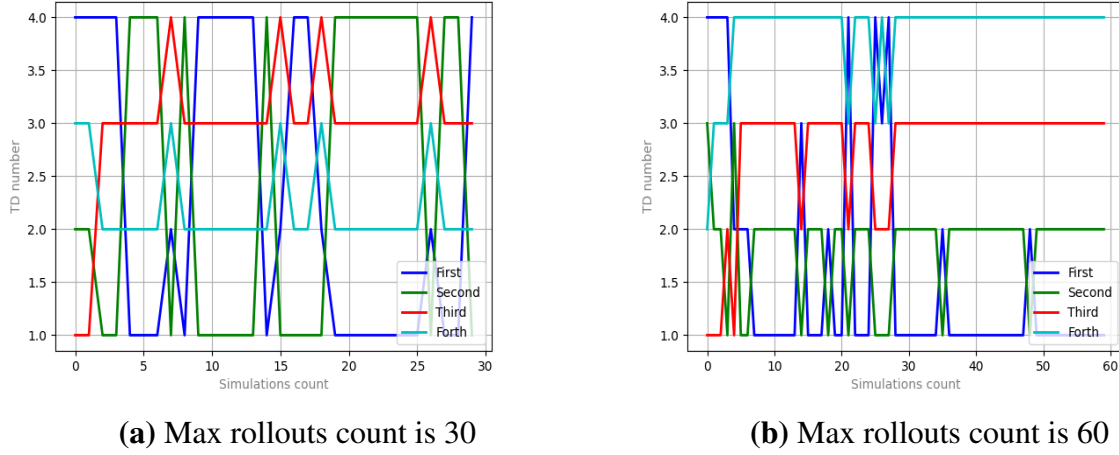 4.0
3.5
3.0
2.5
2.0
1.5
1.0
TD number
0 5 10 15 20 25 30
Simulations count
First
Second
Third
Forth
(a) Max rollouts count is 30
4.0
3.5
3.0
2.5
2.0
1.5
1.0
TD number
0 10 20 30 40 50 60
Simulations count
First
Second
Third
Forth
(b) Max rollouts count is 60